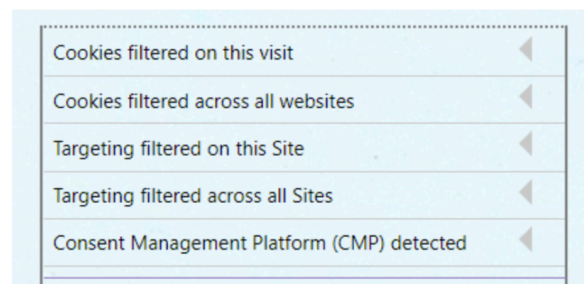 Cookies filtered on this visit
Cookies filtered across all websites
Targeting filtered on this Site
Targeting filtered across all Sites
Consent Management Platform (CMP) detected